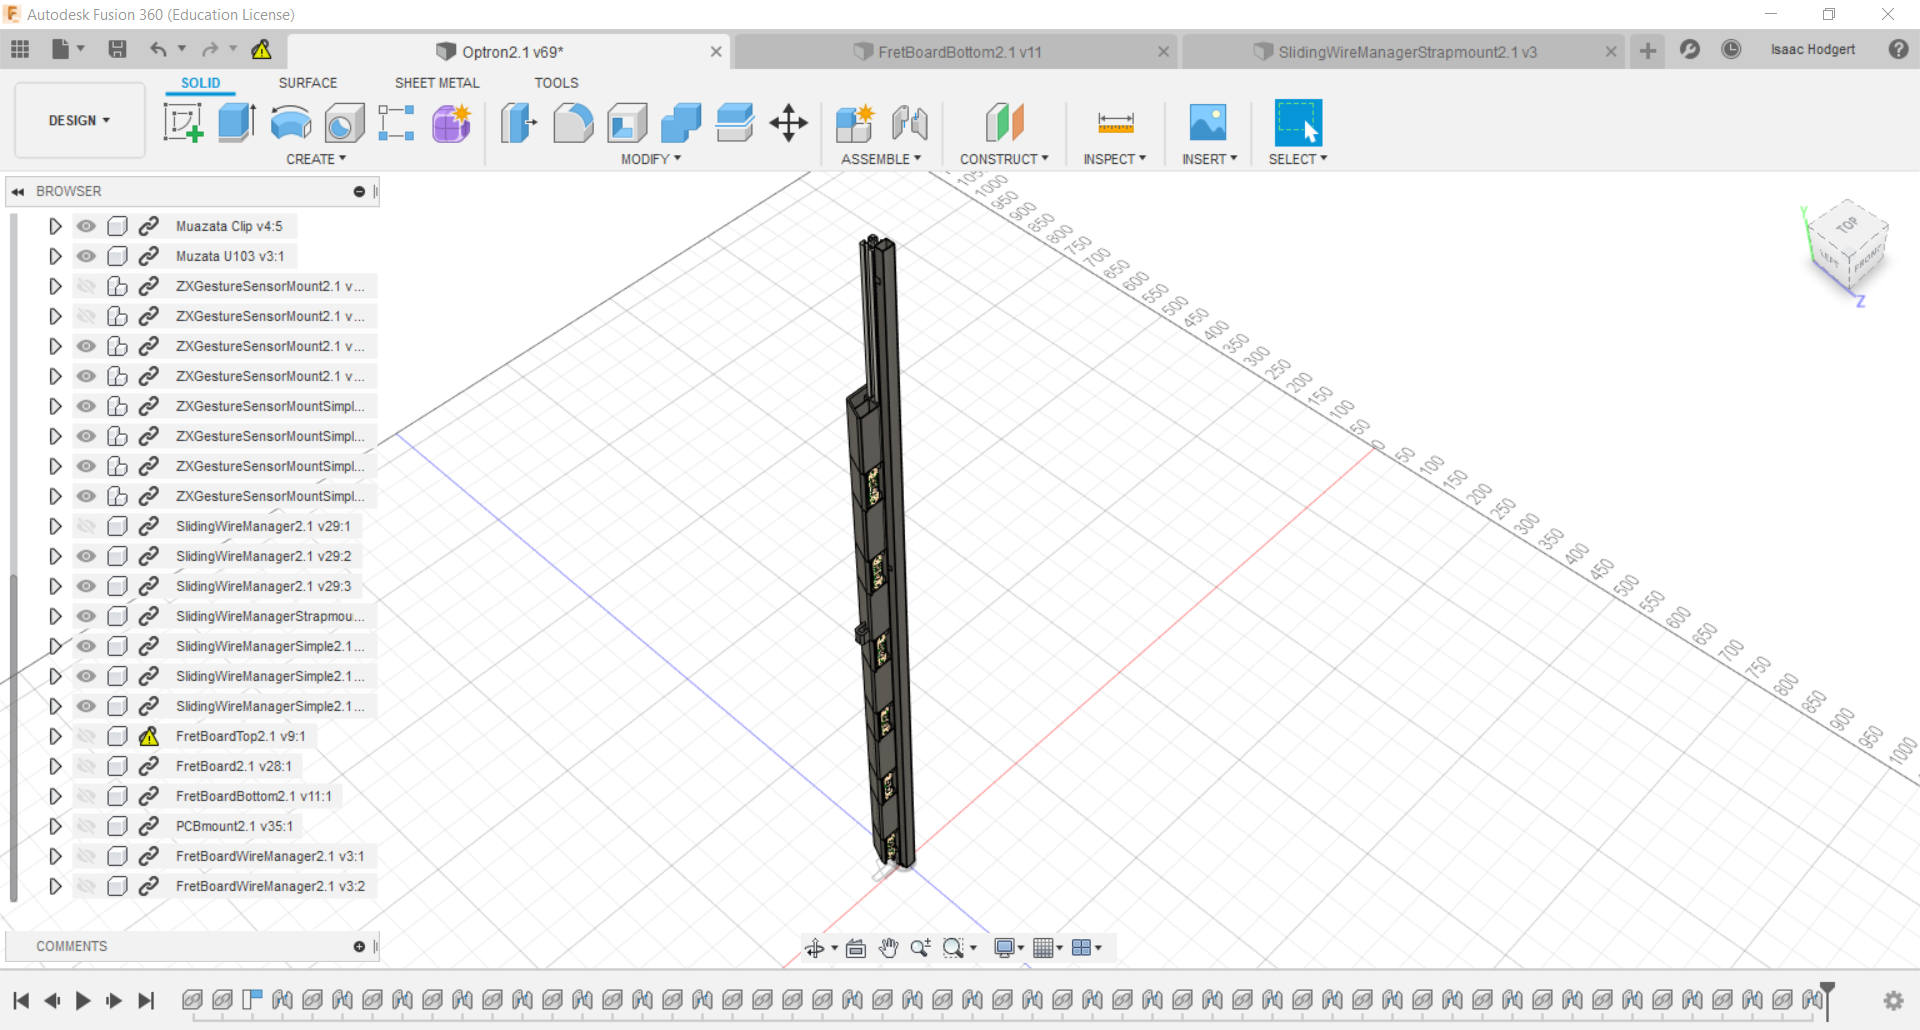 Autodesk Fusion 360 (Education License)
Optron2.1 v69*
FretBoardBottom2.1 v11
SlidingWireManagerStrapmount2.1 v3
Isaac Hodgert
SOLID
SURFACE
SHEET METAL
TOOLS
DESIGN
CREATE
MODIFY
ASSEMBLE
CONSTRUCT
INSPECT
INSERT
SELECT
BROWSER
Muazata Clip v4:5
Muzata U103 v3:1
ZXGestureSensorMount2.1 v...
ZXGestureSensorMount2.1 v...
ZXGestureSensorMount2.1 v...
ZXGestureSensorMount2.1 v...
ZXGestureSensorMountSimpl...
ZXGestureSensorMountSimpl...
ZXGestureSensorMountSimpl...
ZXGestureSensorMountSimpl...
SlidingWireManager2.1 v29:1
SlidingWireManager2.1 v29:2
SlidingWireManager2.1 v29:3
SlidingWireManagerStrapmou...
SlidingWireManagerSimple2.1...
SlidingWireManagerSimple2.1...
SlidingWireManagerSimple2.1...
FretBoardTop2.1 v9:1
FretBoard2.1 v28:1
FretBoardBottom2.1 v11:1
PCBmount2.1 v35:1
FretBoardWireManager2.1 v3:1
FretBoardWireManager2.1 v3:2
COMMENTS
1000
950
900
850
800
750
700
650
600
550
500
450
400
350
300
250
200
150
100
50
0
50
100
150
200
250
300
350
400
450
500
550
600
650
700
750
800
850
900
950
1000
Y
TOP
LEFT
FRONT
Z